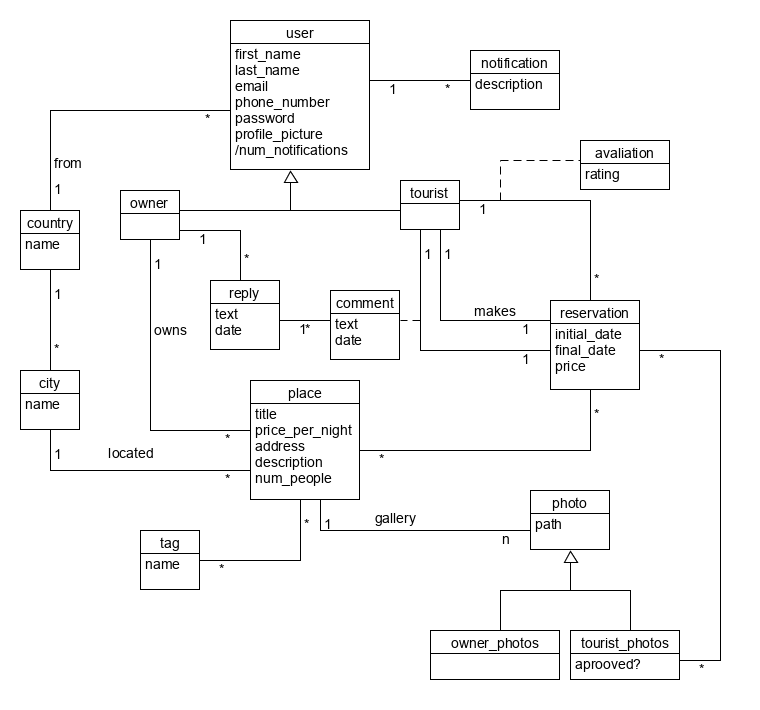 user
first_name
last_name
email
phone_number
password
profile_picture
/num_notifications
notification
description
1
*
*
from
1
avaliation
rating
owner
tourist
1
country
name
1
*
1
1
1
1
*
reply
text
date
1*
comment
text
date
makes
1
1
reservation
initial_date
final_date
price
*
1
owns
*
*
city
name
place
title
price_per_night
address
description
num_people
*
*
1
located
*
*
1
gallery
n
photo
path
tag
name
*
owner_photos
tourist_photos
aprooved?
*